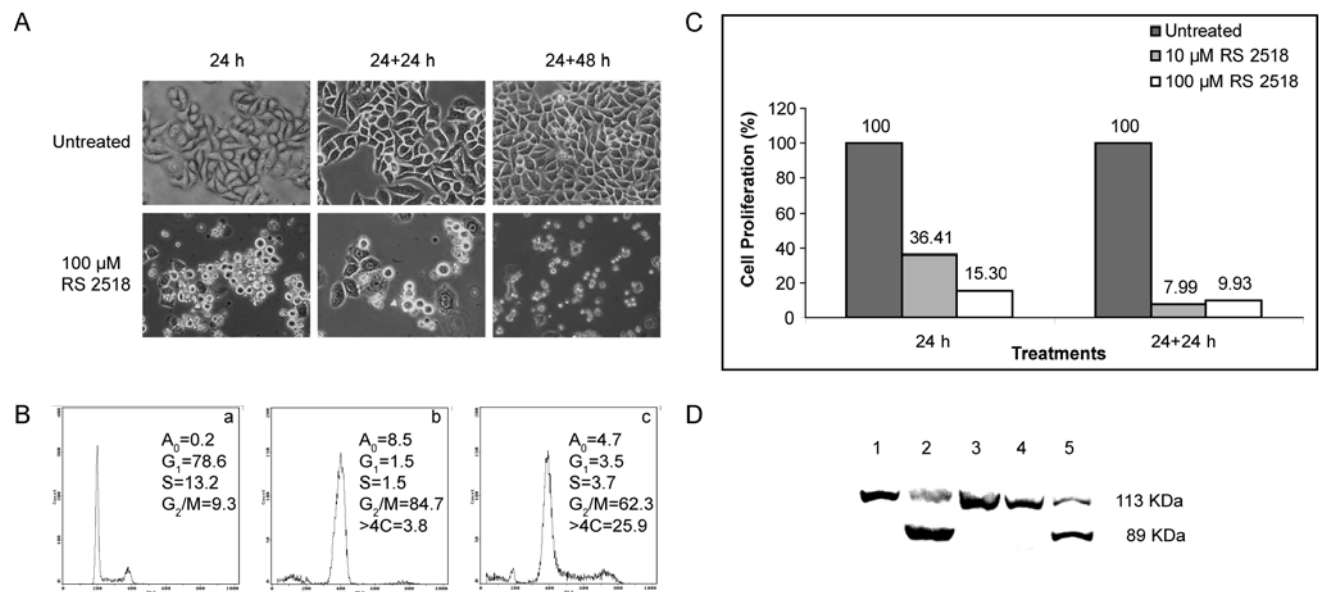 A
24 h
24+24 h
24+48 h
Untreated
100 µM
RS 2518
B
a
A0=0.2
G1=78.6
S=13.2
G2/M=9.3
b
A0=8.5
G1=1.5
S=1.5
G2/M=84.7
>4C=3.8
c
A0=4.7
G1=3.5
S=3.7
G2/M=62.3
>4C=25.9
C
Untreated
10 µM RS 2518
100 µM RS 2518
Cell Proliferation (%)
120
100
80
60
40
20
0
100
36.41
15.30
100
7.99
9.93
24 h
24+24 h
Treatments
D
1 2 3 4 5
113 KDa
89 KDa